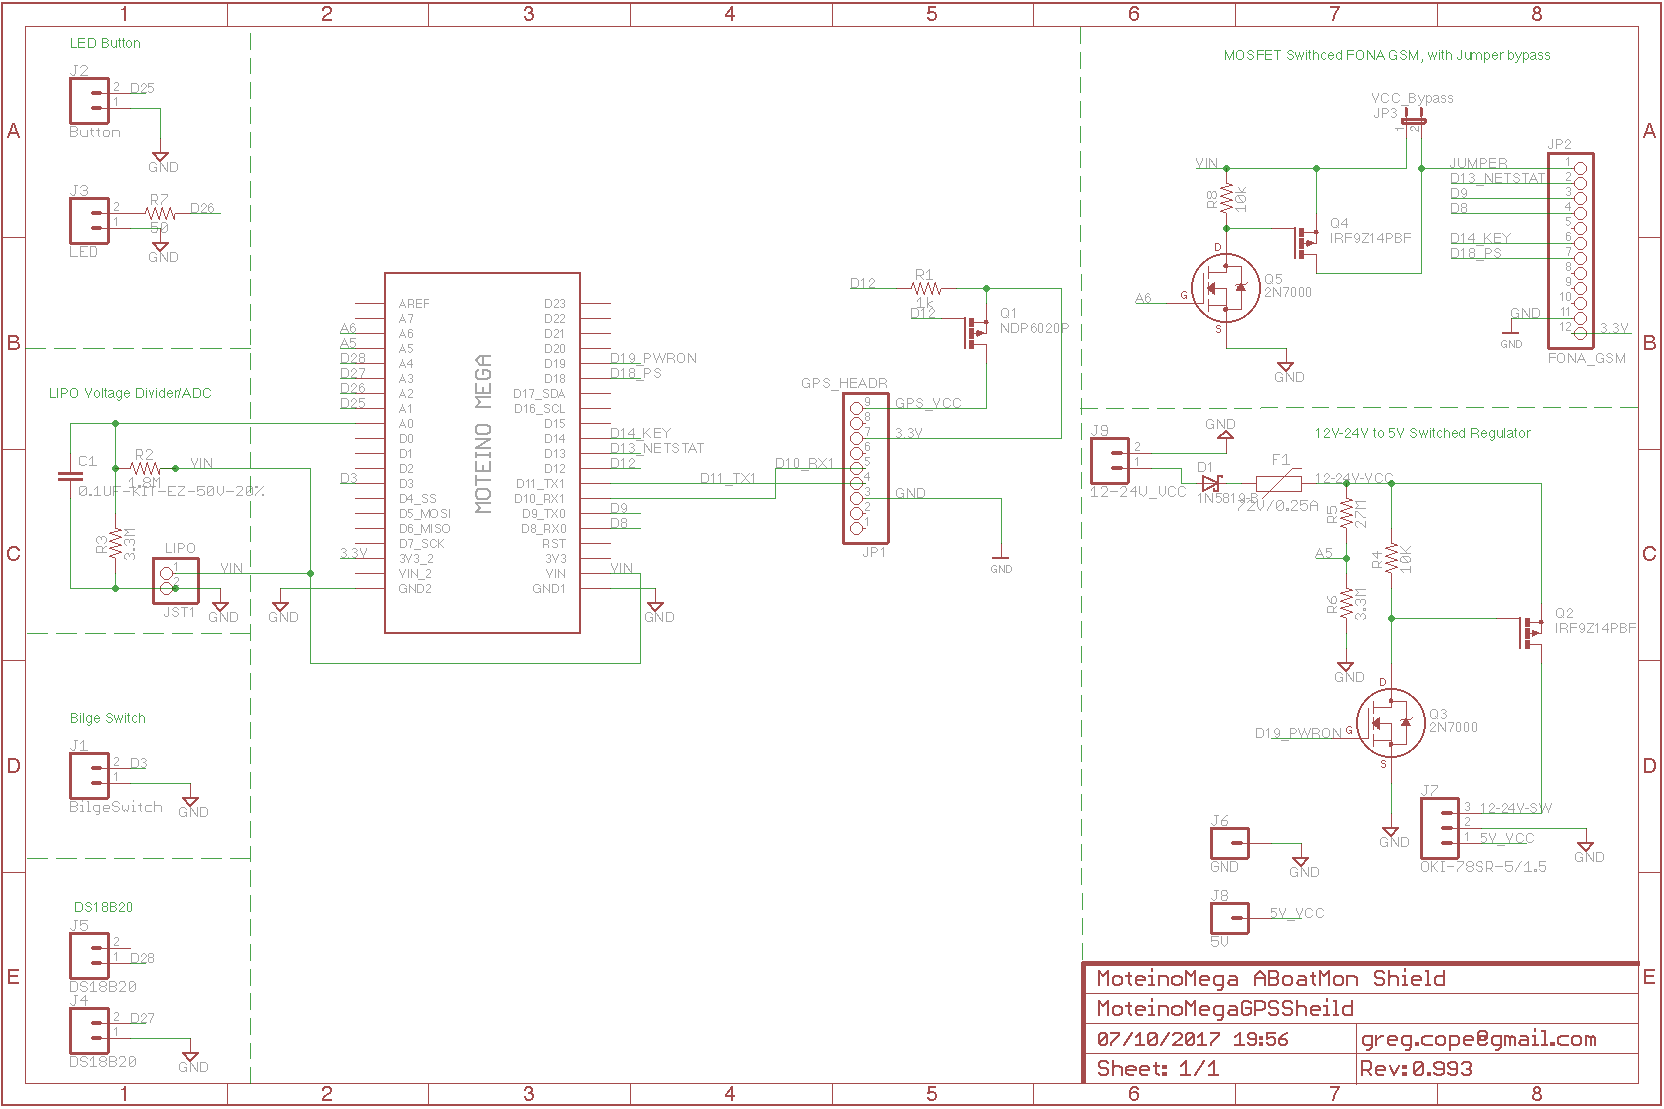 1 2 3 4 5 6 7 8
A
B
C
D
E
A
B
C
D
E
1 2 3 4 5 6 7 8
LED Button
J2
2 D25
1
Button
GND
J3
2
1
R7
50
D26
LED
GND
LIPO Voltage Divider/ADC
C1
0.1UF-KIT-EZ-50V-20%
R2
1.8M
VIN
R3
3.3M
LIPO
1
2
JST1
VIN
GND
GND
Bilge Switch
J1
2 D3
1
BilgeSwitch
GND
DS18B20
J5
2
1 D28
DS18B20
J4
2 D27
1
DS18B20
GND
MOTEINO MEGA
AREF D23
A7 D22
A6 A6 D21
A5 A5 D20
D28 A4 D19 D19_PWRON
D27 A3 D18 D18_PS
D26 A2 D17_SDA
D25 A1 D16_SCL
A0 D15
D0 D14 D14_KEY
D1 D13 D13_NETSTAT
D2 D12 D12
D3 D3 D11_TX1
D4_SS D10_RX1
D5_MOSI D9_TX0 D9
D6_MISO D8_RX0 D8
D7_SCK RST
3.3V 3V3_2 3V3
VIN_2 VIN VIN
GND2 GND1
GND
D12
R1
1k
D12
Q1
NDP6020P
GPS_HEADR
9 GPS_VCC
8
7 3.3V
6
D10_RX1 5
D11_TX1 4
3 GND
2
1
JP1
GND
MOSFET Swithced FONA GSM, with Jumper bypass
VCC_Bypass
JP3
1
2
VIN
R8
10k
Q4
IRF9Z14PBF
D
G
S
A6
Q5
2N7000
GND
JP2
JUMPER 1
D13_NETSTAT 2
D9 3
D8 4
5
D14_KEY 6
D18_PS 7
8
9
10
GND 11
12 3.3V
GND
FONA_GSM
12V-24V to 5V Switched Regulator
J9
2
1
12-24V_VCC
GND
D1
1N5819-B
F1
72V/0.25A
12-24V-VCC
R5
27M
A5
R6
3.3M
GND
R4
10K
Q2
IRF9Z14PBF
D
G
S
D19_PWRON
Q3
2N7000
GND
J7
3 12-24V-SW
2
1 5V_VCC
OKI-78SR-5/1.5
GND
J6
GND
GND
J8
5V_VCC
5V
MoteinoMega ABoatMon Shield
MoteinoMegaGPSSheild
07/10/2017 19:56
greg.cope@gmail.com
Sheet: 1/1
Rev:0.993